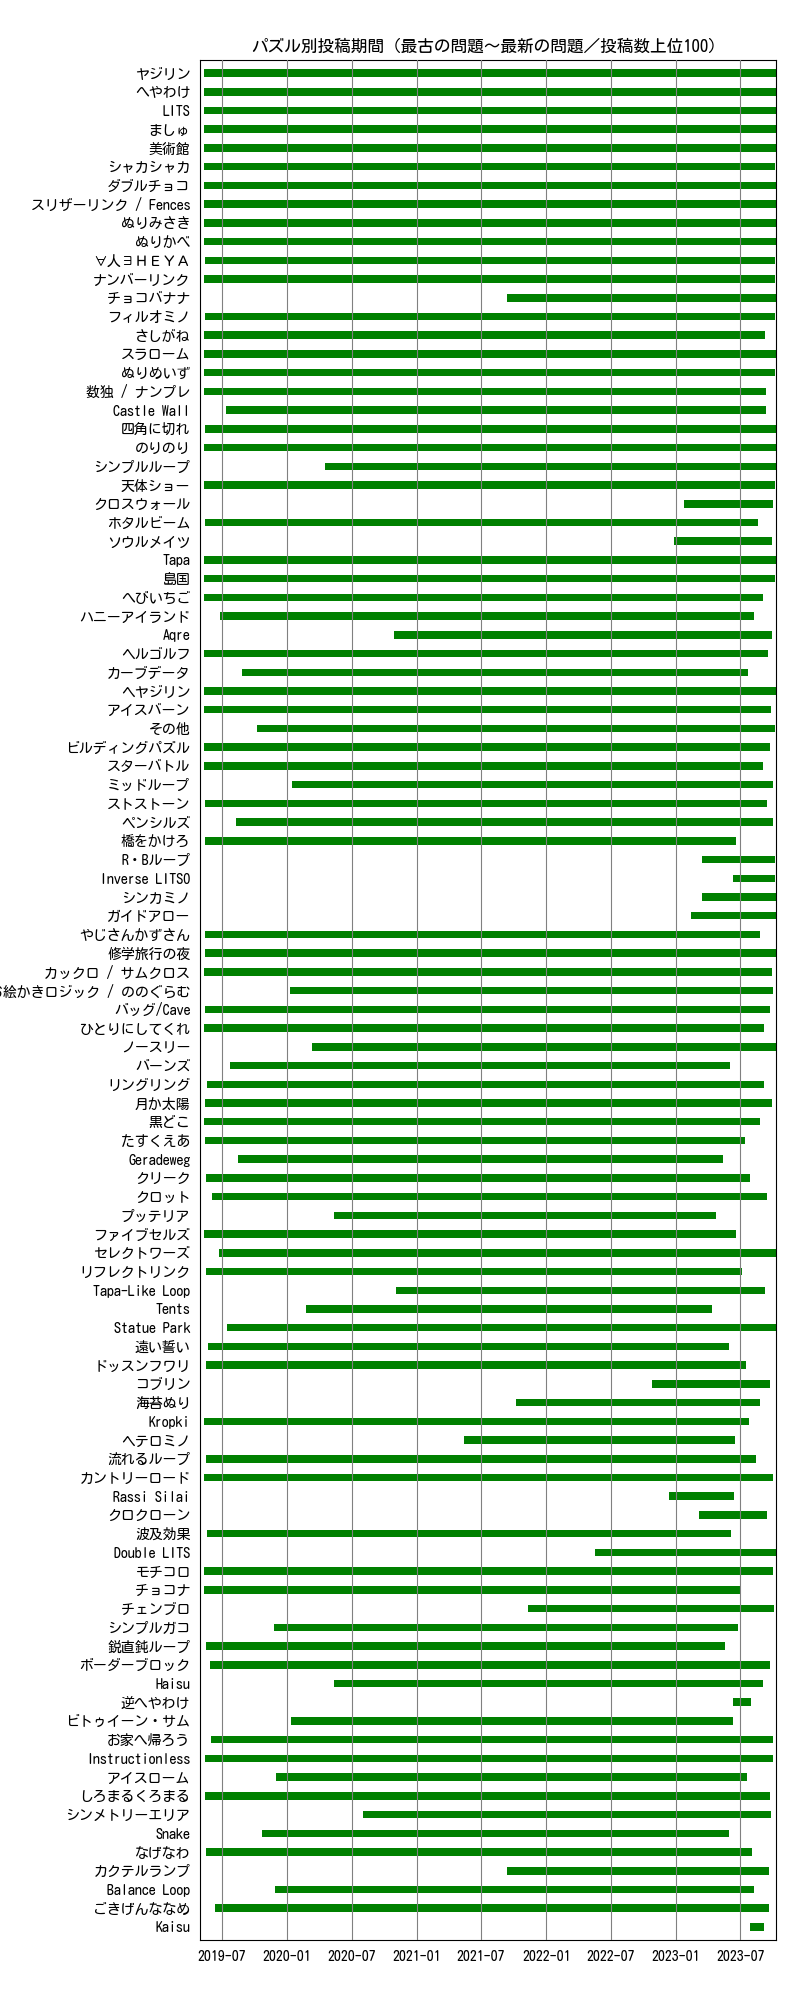 パズル別投稿期間（最古の問題～最新の問題／投稿数上位100）
ヤジリン
へやわけ
LITS
ましゅ
美術館
シャカシャカ
ダブルチョコ
スリザーリンク / Fences
ぬりみさき
ぬりかべ
∀人∃ＨＥＹＡ
ナンバーリンク
チョコバナナ
フィルオミノ
さしがね
スラローム
ぬりめいず
数独 / ナンプレ
Castle Wall
四角に切れ
のりのり
シンプルループ
天体ショー
クロスウォール
ホタルビーム
ソウルメイツ
Tapa
島国
へびいちご
ハニーアイランド
Aqre
ヘルゴルフ
カーブデータ
ヘヤジリン
アイスバーン
その他
ビルディングパズル
スターバトル
ミッドループ
ストストーン
ペンシルズ
橋をかけろ
R・Bループ
Inverse LITSO
シンカミノ
ガイドアロー
やじさんかずさん
修学旅行の夜
カックロ / サムクロス
絵かきロジック / ののぐらむ
バッグ/Cave
ひとりにしてくれ
ノースリー
バーンズ
リングリング
月か太陽
黒どこ
たすくえあ
Geradeweg
クリーク
クロット
プッテリア
ファイブセルズ
セレクトワーズ
リフレクトリンク
Tapa-Like Loop
Tents
Statue Park
遠い誓い
ドッスンフワリ
コブリン
海苔ぬり
Kropki
ヘテロミノ
流れるループ
カントリーロード
Rassi Silai
クロクローン
波及効果
Double LITS
モチコロ
チョコナ
チェンブロ
シンプルガコ
鋭直鈍ループ
ボーダーブロック
Haisu
逆へやわけ
ビトゥイーン・サム
お家へ帰ろう
Instructionless
アイスローム
しろまるくろまる
シンメトリーエリア
Snake
なげなわ
カクテルランプ
Balance Loop
ごきげんななめ
Kaisu
2019-07 2020-01 2020-07 2021-01 2021-07 2022-01 2022-07 2023-01 2023-07